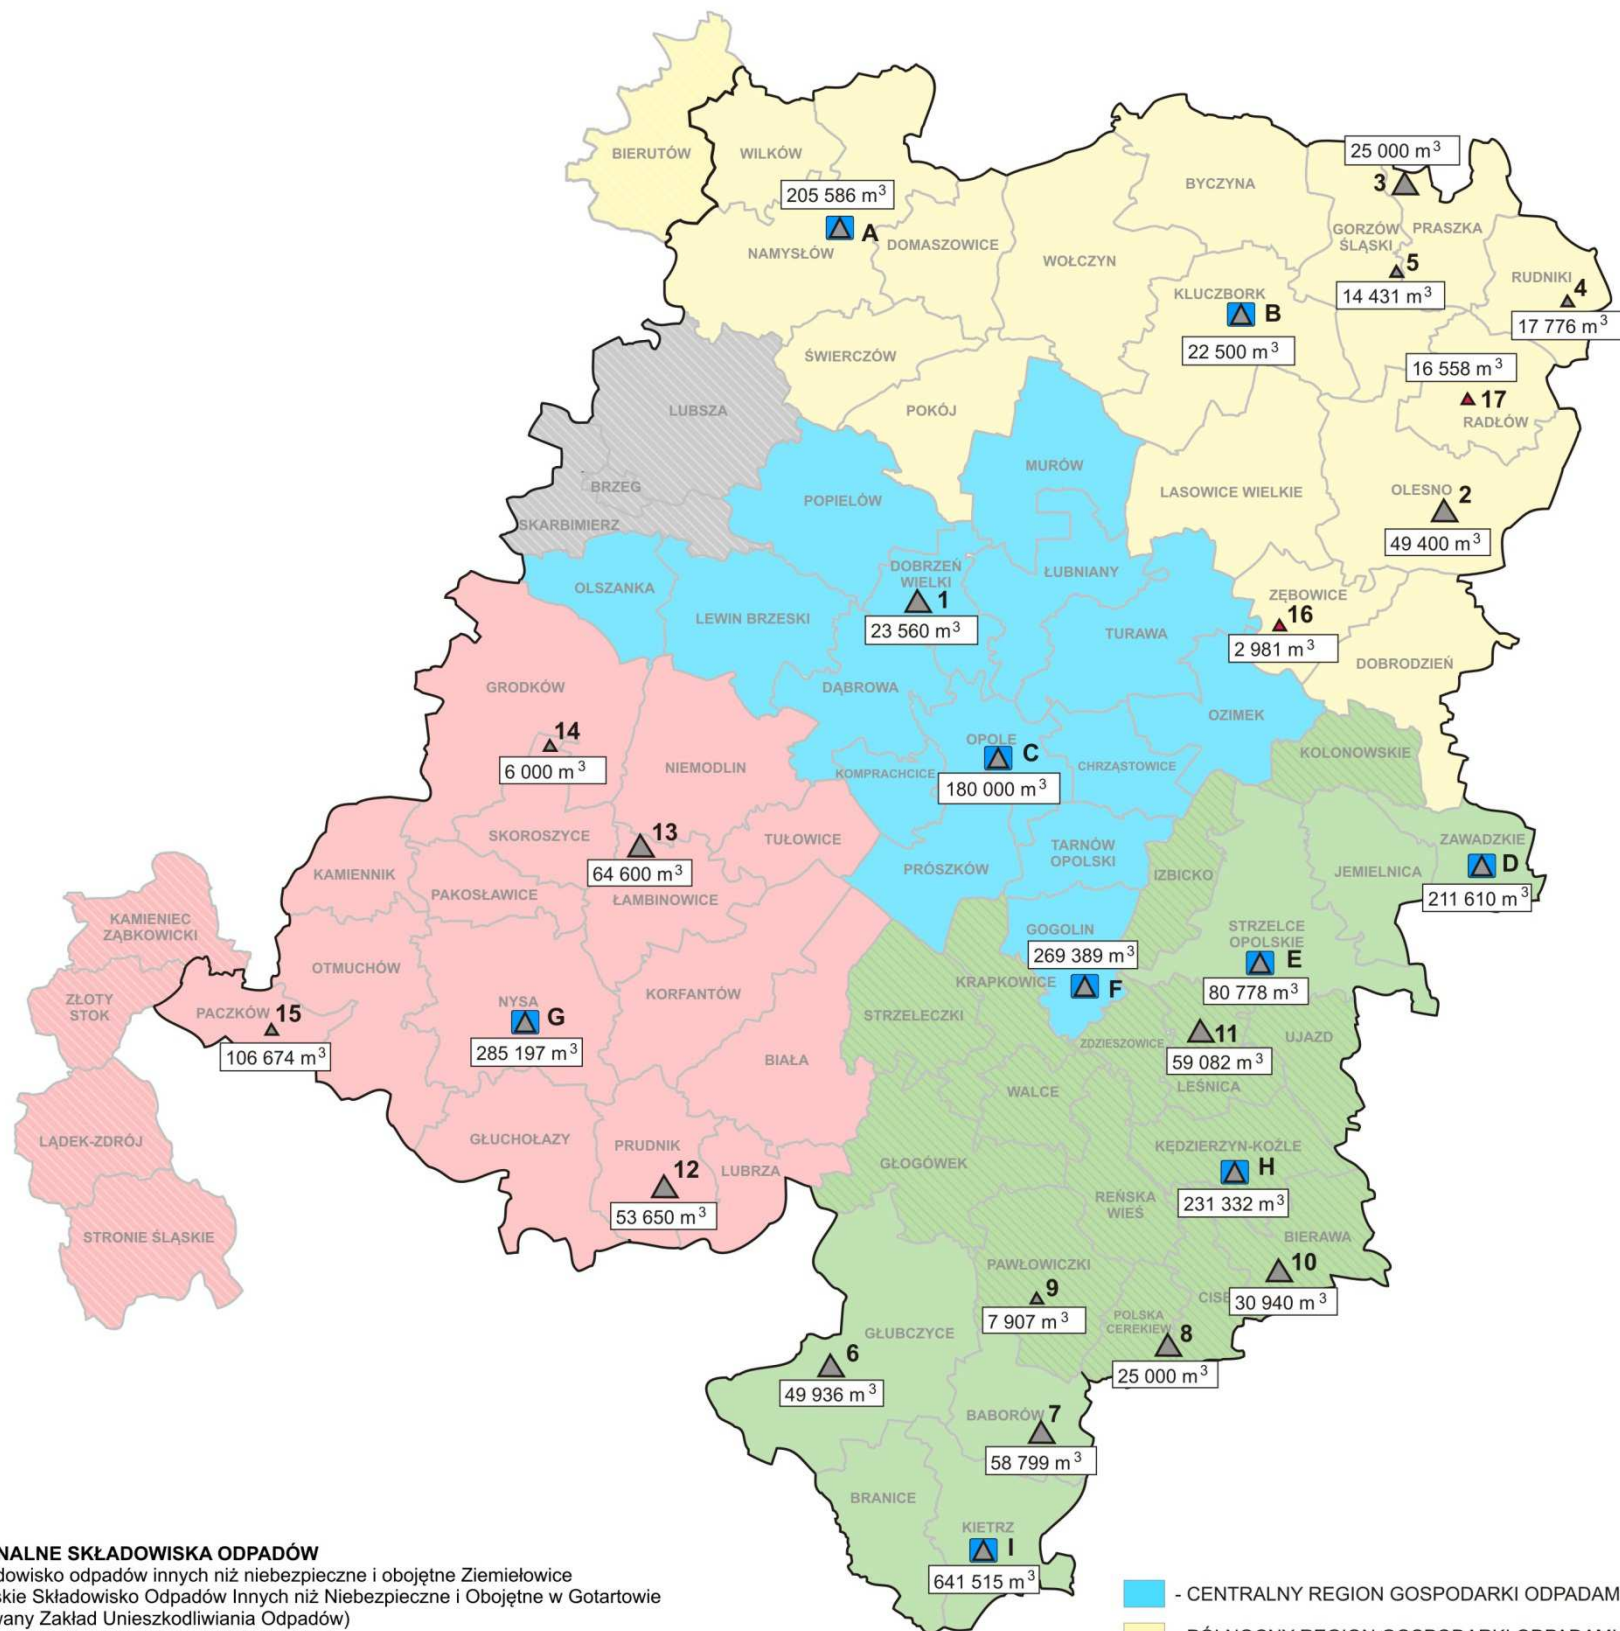 BIERUTÓW
WILKÓW
205 586 m³
A
NAMYSŁÓW
DOMASZOWICE
WOŁCZYN
BYCZYNA
25 000 m³
3
GORZÓW
ŚLĄSKI
PRASZKA
5
14 431 m³
RUDNIKI
4
17 776 m³
KLUCZBORK
B
22 500 m³
16 558 m³
17
RADŁÓW
ŚWIERCZÓW
POKÓJ
LUBSZA
BRZEG
SKARBIMIERZ
MURÓW
POPIELÓW
LASOWICE WIELKIE
OLESNO
2
49 400 m³
OLSZANKA
LEWIN BRZESKI
DOBRZEŃ
WIELKI
1
23 560 m³
ŁUBNIANY
TURAWA
ZĘBOWICE
16
2 981 m³
DOBRODZIEŃ
GRODKÓW
14
6 000 m³
NIEMODLIN
DĄBROWA
KOMPRACHCICE
OPOLE
C
180 000 m³
CHRZĄSTOWICE
OZIMEK
KOLONOWSKIE
SKOROSZYCE
13
64 600 m³
TUŁOWICE
PRÓSZKÓW
TARNÓW
OPOLSKI
IZBICKO
JEMIELNICA
ZAWADZKIE
D
211 610 m³
KAMIENNIK
PAKOSŁAWICE
ŁAMBINOWICE
KAMIENIEC
ZĄBKOWICKI
ZŁOTY
STOK
OTMUCHÓW
PACZKÓW
15
106 674 m³
NYSA
G
285 197 m³
KORFANTÓW
BIAŁA
GOGOLIN
269 389 m³
F
KRAPKOWICE
STRZELECZKI
STRZELCE
OPOLSKIE
E
80 778 m³
ZDZIESZOWICE
11
59 082 m³
LEŚNICA
UJAZD
WALCE
LĄDEK-ZDRÓJ
STRONIE ŚLĄSKIE
GŁUCHOŁAZY
PRUDNIK
12
53 650 m³
LUBRZA
GŁOGÓWEK
KĘDZIERZYN-KOŹLE
H
231 332 m³
REŃSKA
WIEŚ
BIERAWA
10
30 940 m³
CISE
PAWŁOWICZKI
9
7 907 m³
POLSKA
CEREKIEW
8
25 000 m³
GŁUBCZYCE
6
49 936 m³
BABORÓW
7
58 799 m³
BRANICE
KIETRZ
I
641 515 m³
NALNE SKŁADOWISKA ODPADÓW
dowisko odpadów innych niż niebezpieczne i obojętne Ziemiełowice
skie Składowisko Odpadów Innych niż Niebezpieczne i Obojętne w Gotartowie
wany Zakład Unieszkodliwiania Odpadów)
- CENTRALNY REGION GOSPODARKI ODPADAM